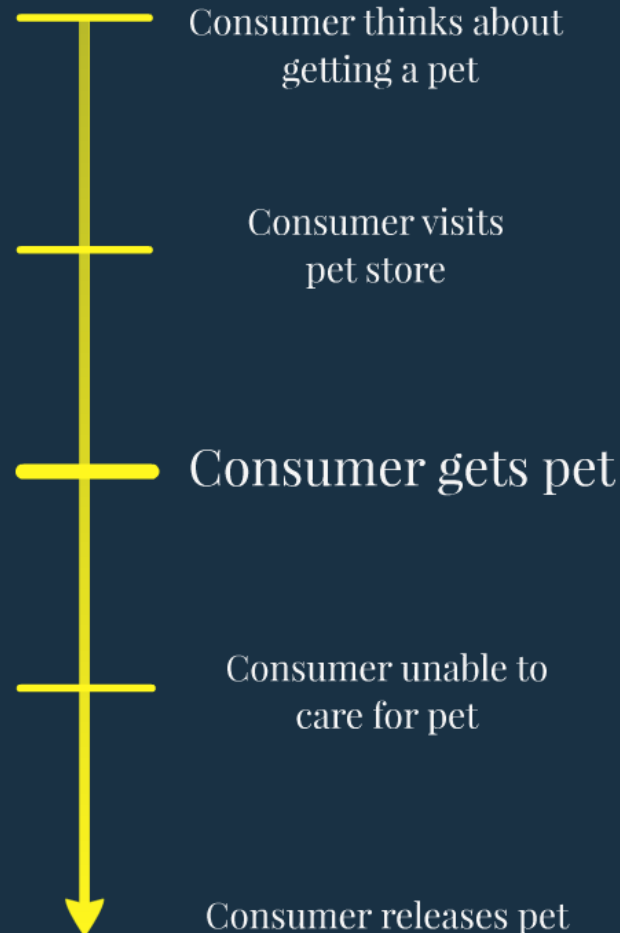 Consumer thinks about
getting a pet
Consumer visits
pet store
Consumer gets pet
Consumer unable to
care for pet
Consumer releases pet